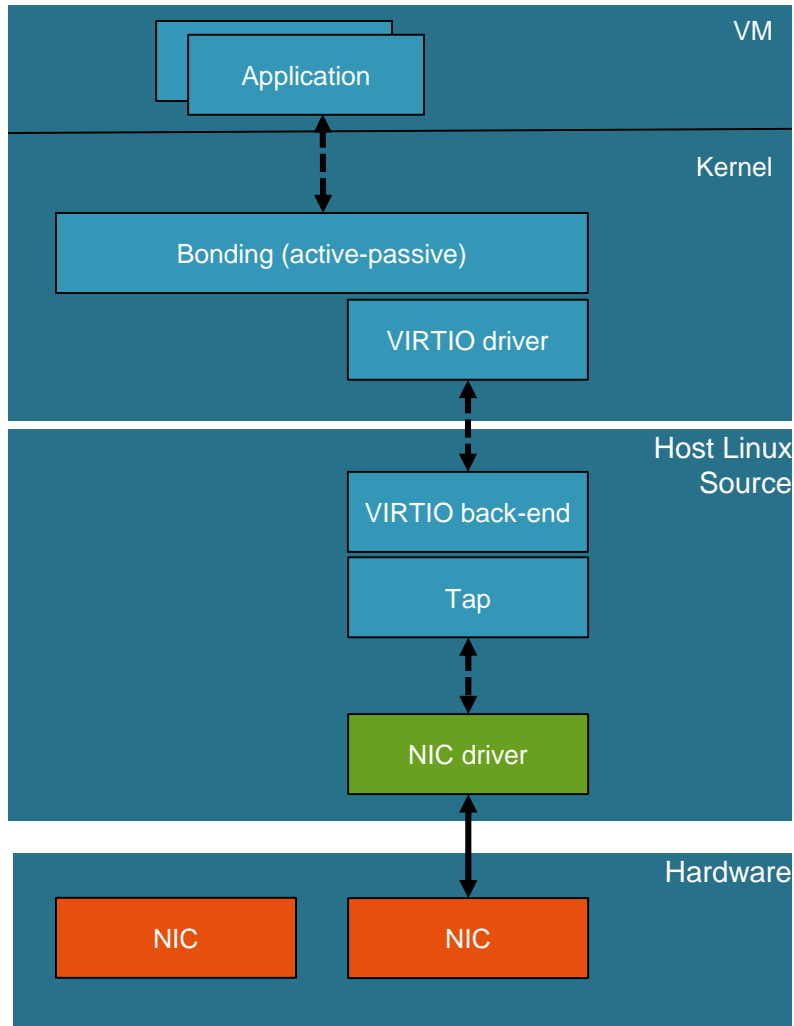 VM
Application
Kernel
Bonding (active-passive)
VIRTIO driver
Host Linux
Source
VIRTIO back-end
Tap
NIC driver
Hardware
NIC
NIC